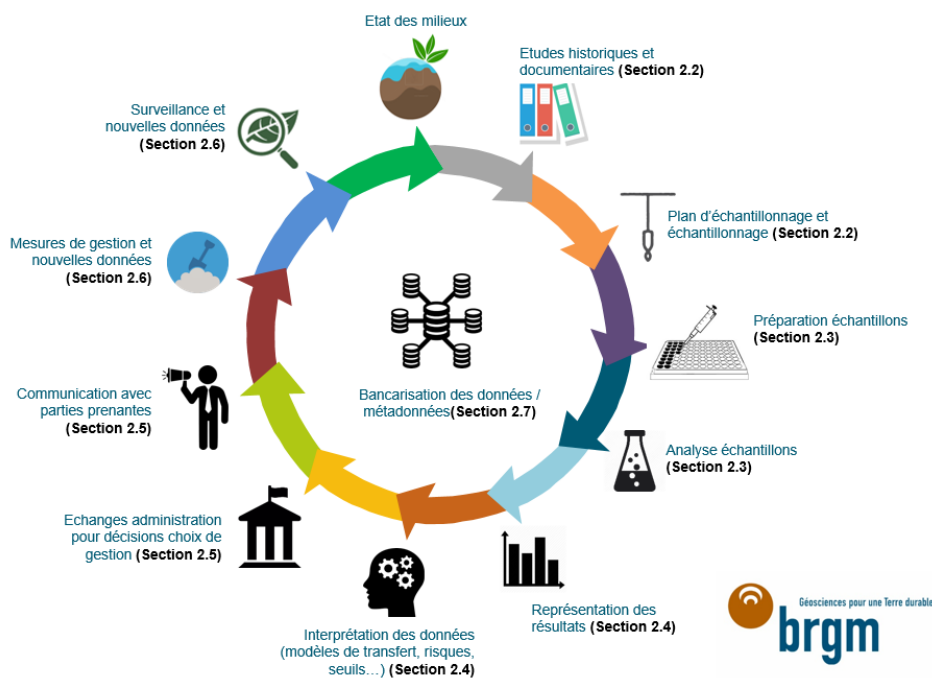 Etat des milieux
Etudes historiques et
documentaires (Section 2.2)
Plan d'échantillonnage et
échantillonnage (Section 2.2)
Préparation échantillons
(Section 2.3)
Analyse échantillons
(Section 2.3)
Représentation des
résultats (Section 2.4)
Interprétation des données
(modèles de transfert, risques,
seuils…) (Section 2.4)
Echanges administration
pour décisions choix de
gestion (Section 2.5)
Communication avec
parties prenantes
(Section 2.5)
Mesures de gestion et
nouvelles données
(Section 2.6)
Surveillance et
nouvelles données
(Section 2.6)
Bancarisation des données /
métadonnées(Section 2.7)
Géosciences pour une Terre durable
brgm